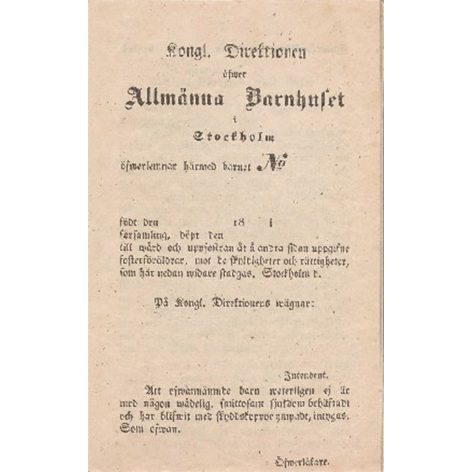 Kongl. Direktionen
öfwer
Allmänna Barnhuset
i
Stockholm
öfwerlemnar härmed barnet No
född den 18 i
församling, döpt den
till wård och uppfostran åt å andra sidan uppgifne
fosterföräldrar, mot de skyldigheter och rättigheter,
som här nedan widare stadgas. Stockholm d.
På Kongl. Direktionens wägnar:
Intendent.
Att ofwannämnde barn weterligen ej är
med någon wådelig, smittosam sjukdom behäftadt
och har blifwit med skyddskoppor ympadt, intygas.
Som ofwan.
Öfwerläkare.